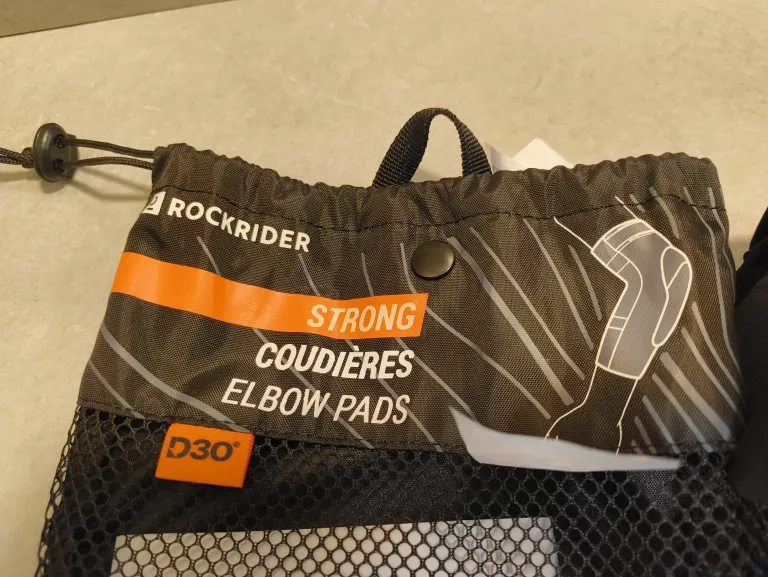 ROCKRIDER
STRONG
COUDIÈRES
ELBOW PADS
D3O®